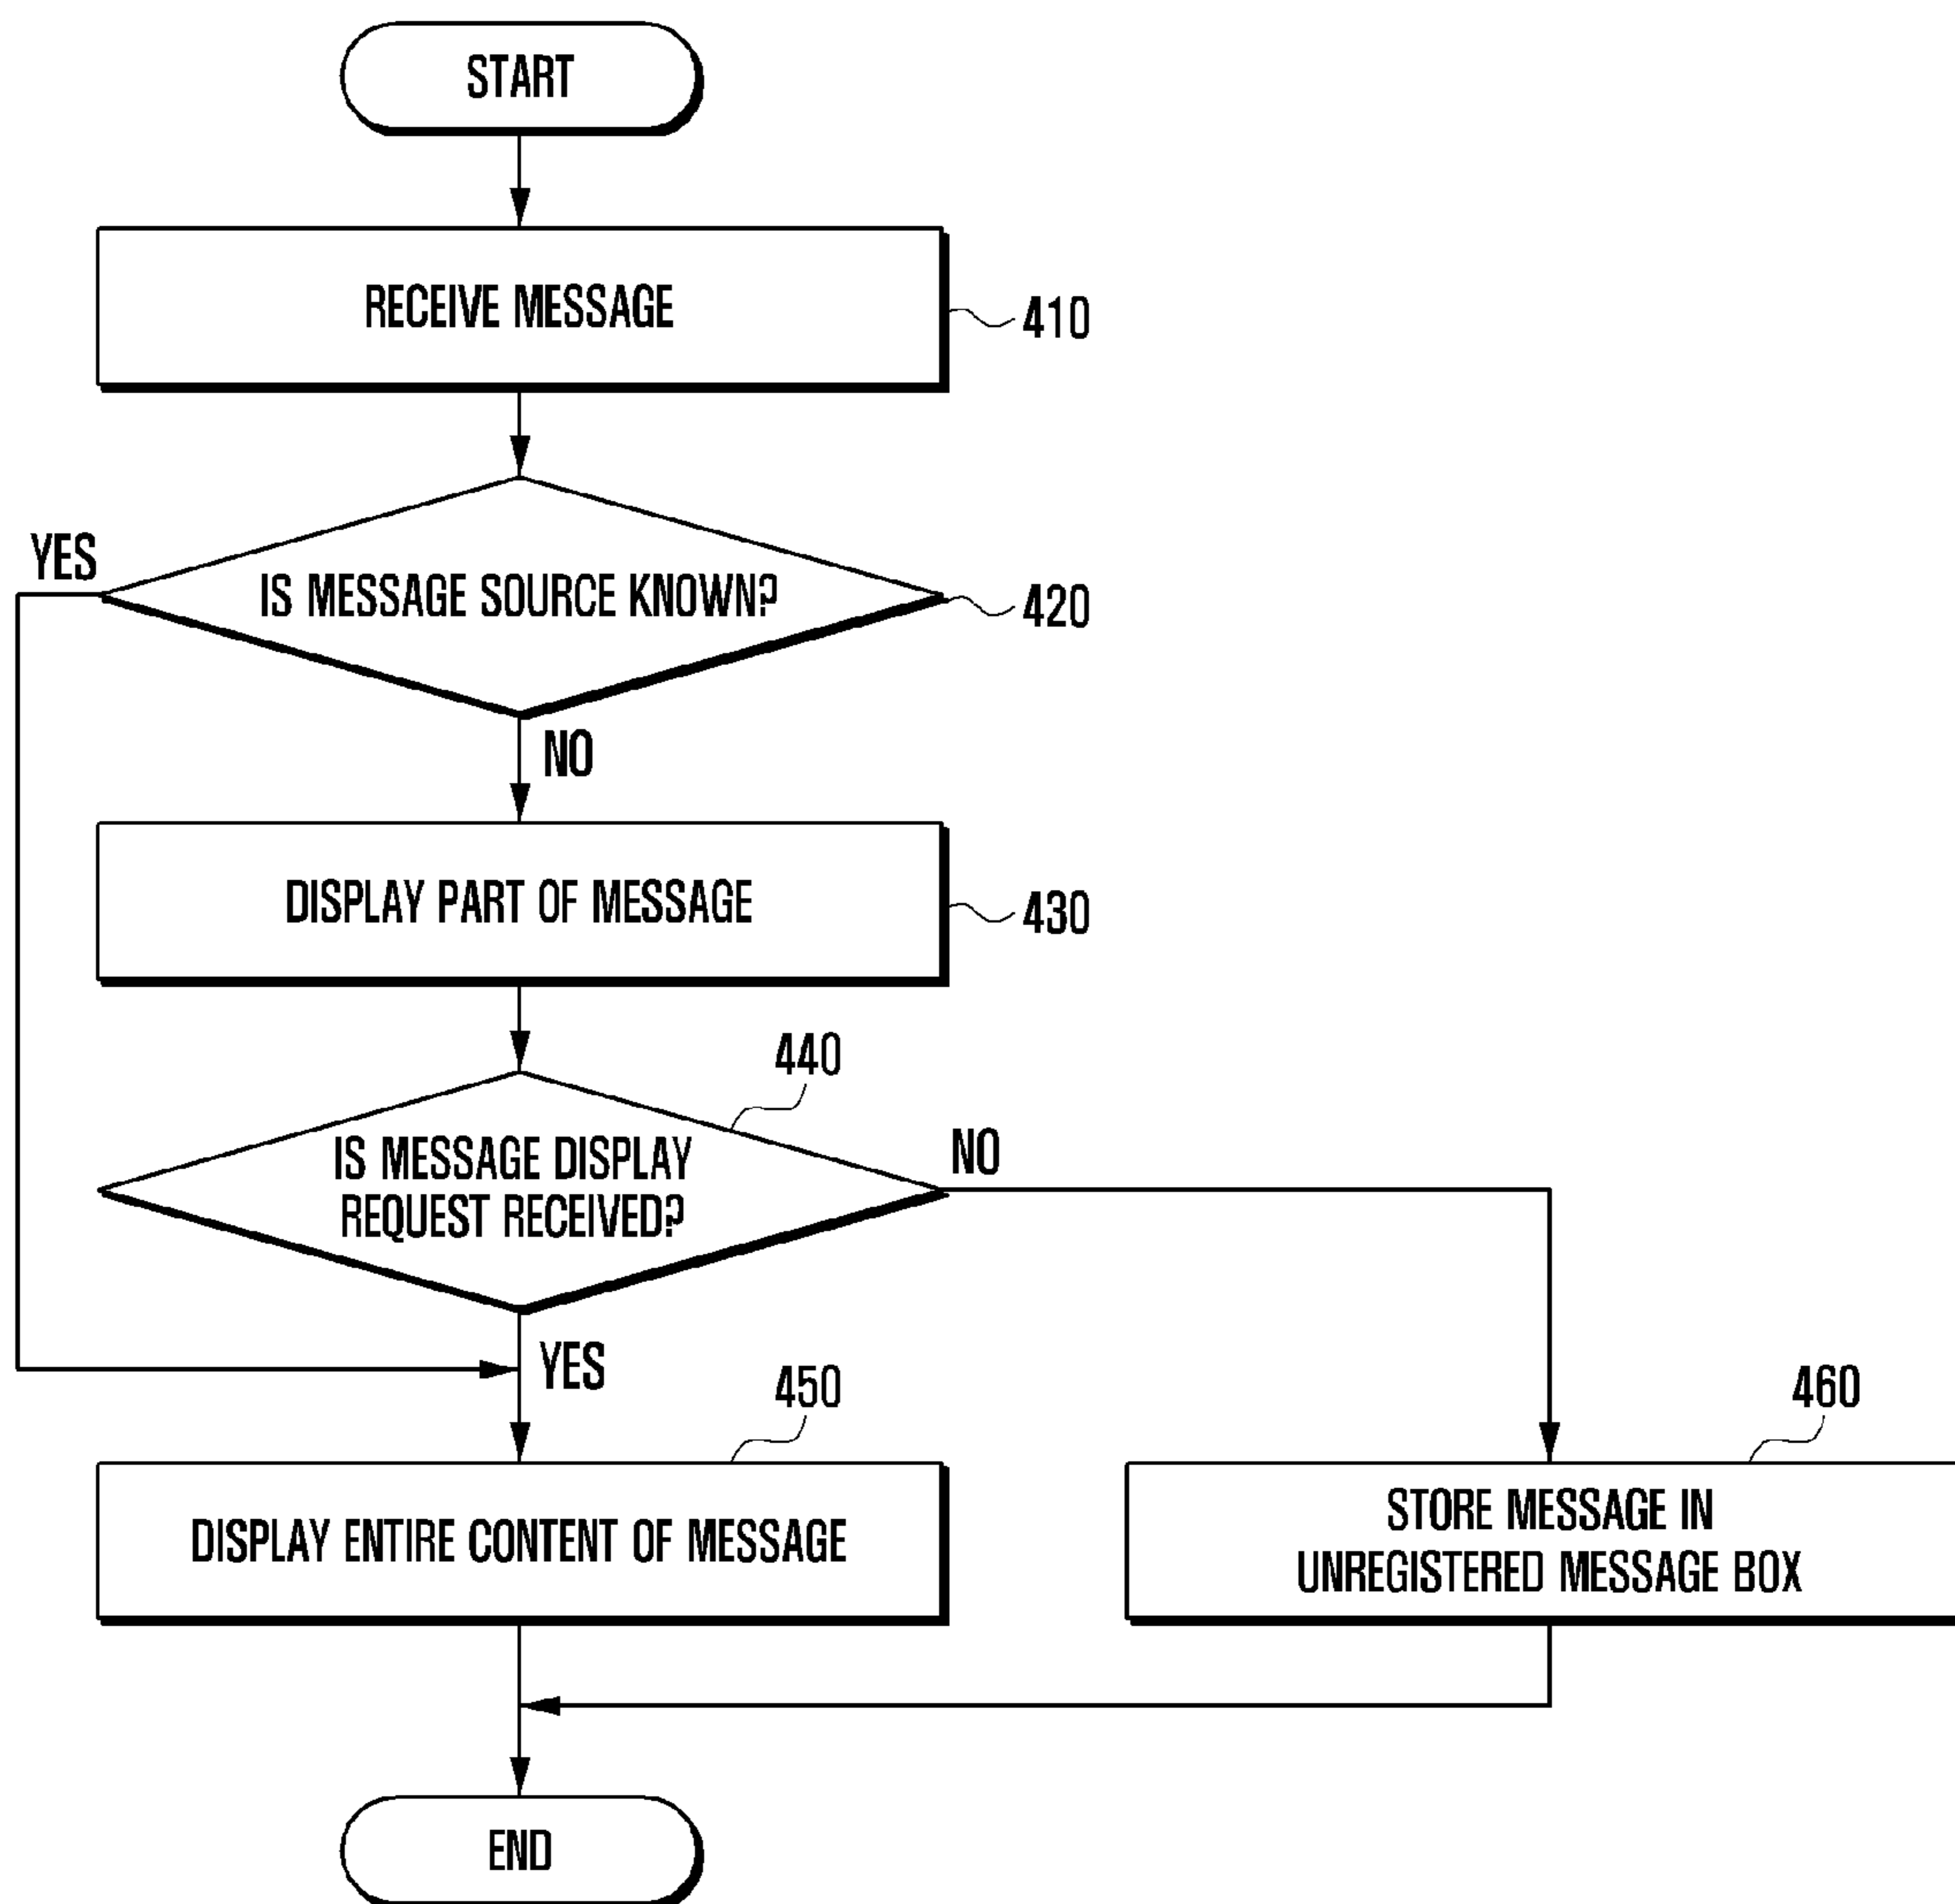 START
RECEIVE MESSAGE
410
YES
IS MESSAGE SOURCE KNOWN?
420
NO
DISPLAY PART OF MESSAGE
430
440
IS MESSAGE DISPLAY
REQUEST RECEIVED?
NO
YES
450
460
DISPLAY ENTIRE CONTENT OF MESSAGE
STORE MESSAGE IN
UNREGISTERED MESSAGE BOX
END